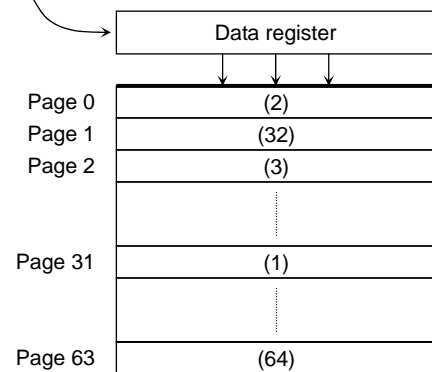 Data register
Page 0 (2)
Page 1 (32)
Page 2 (3)
Page 31 (1)
Page 63 (64)